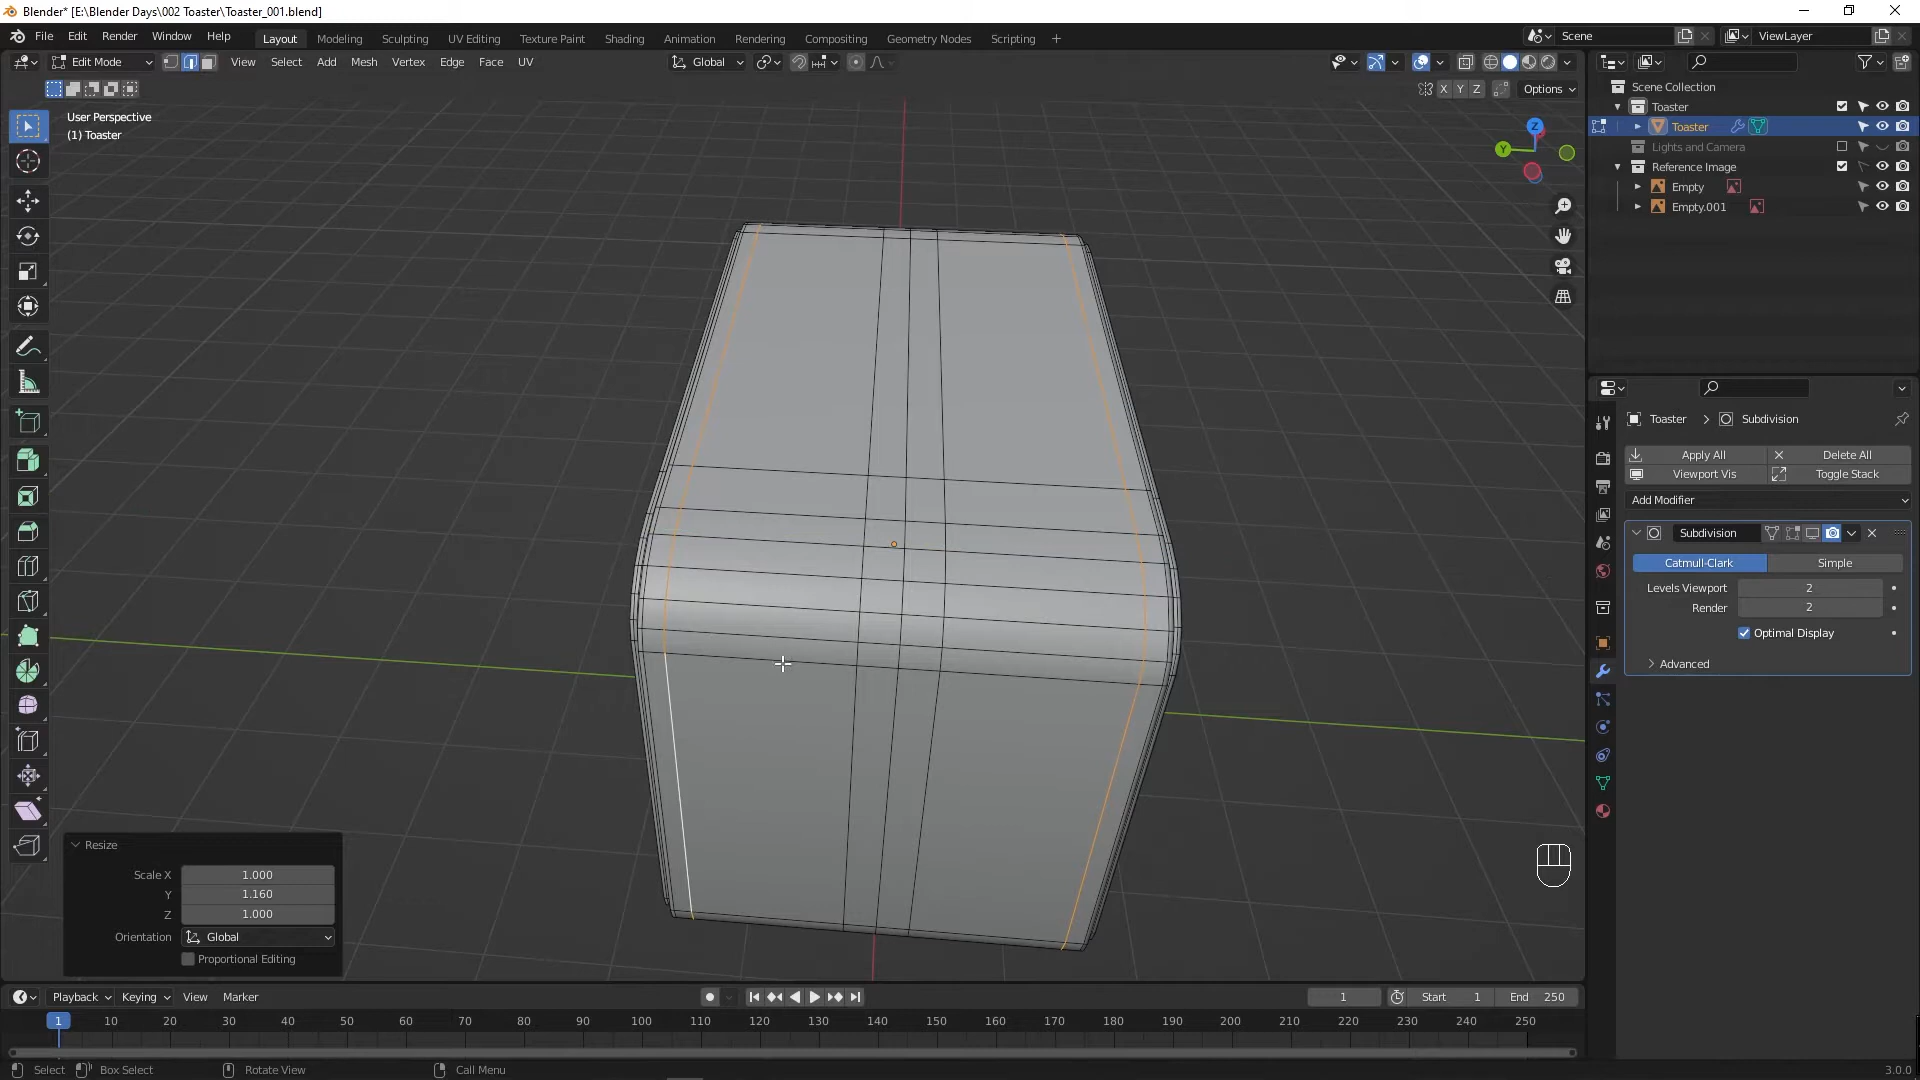 Blender* [E:\Blender Days\002 Toaster\Toaster_001.blend]
File Edit Render Window Help Layout Modeling Sculpting UV Editing Texture Paint Shading Animation Rendering Compositing Geometry Nodes Scripting + Scene ViewLayer
Edit Mode View Select Add Mesh Vertex Edge Face UV Global
X Y Z Options
User Perspective
(1) Toaster
Z
Y
Scene Collection
Toaster
Toaster
Lights and Camera
Reference Image
Empty
Empty.001
Toaster > Subdivision
Apply All Delete All
Viewport Vis Toggle Stack
Add Modifier
Subdivision
Catmull-Clark Simple
Levels Viewport 2
Render 2
Optimal Display
Advanced
Resize
Scale X 1.000
Y 1.160
Z 1.000
Orientation Global
Proportional Editing
Playback Keying View Marker 1 Start 1 End 250
1 10 20 30 40 50 60 70 80 90 100 110 120 130 140 150 160 170 180 190 200 210 220 230 240 250
Select Box Select Rotate View Call Menu 3.0.0